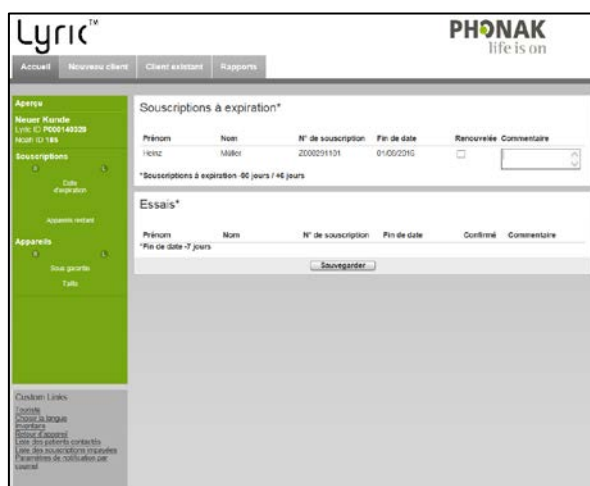 Lyric™
PHONAK
life is on
Accueil Nouveau client Client existant Rapports
Aperçu
Neuer Kunde
Lyric ID P000140329
Noah ID 185
Souscriptions
Date
d'expiration
Appareils restant
Appareils
Sous garantie
Taille
Souscriptions à expiration*
Prénom Nom N° de souscription Fin de date Renouvelée Commentaire
Heinz Müller Z000291101
*Souscriptions à expiration -90 jours / +6 jours
Essais*
Prénom Nom N° de souscription Fin de date Confirmé Commentaire
*Fin de date -7 jours
Sauvegarder
Custom Links
Touriste
Choisir la langue
Inventaire
Retour d'appareil
Liste des patients contactés
Liste des souscriptions impayées
Paramètres de notification par
courriel